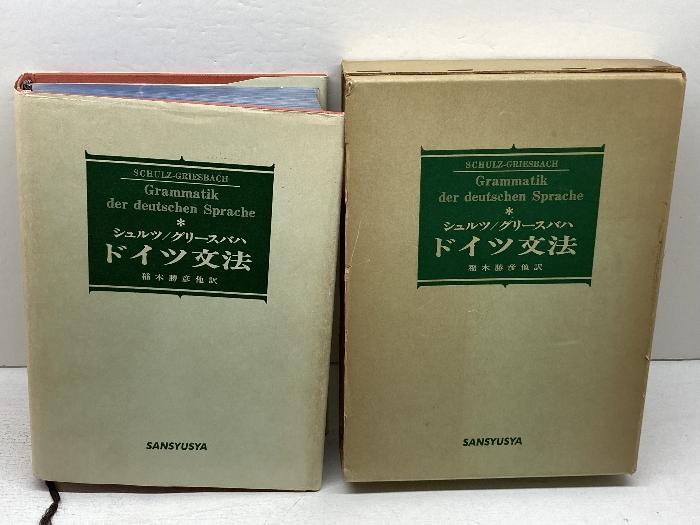 SCHULZ-GRIESBACH
Grammatik
der deutschen Sprache
*
シュルツ/グリースバハ
ドイツ文法
稲木勝彦他訳
SANSYUSYA
SCHULZ-GRIESBACH
Grammatik
der deutschen Sprache
*
シュルツ/グリースバハ
ドイツ文法
稲木勝彦他訳
SANSYUSYA